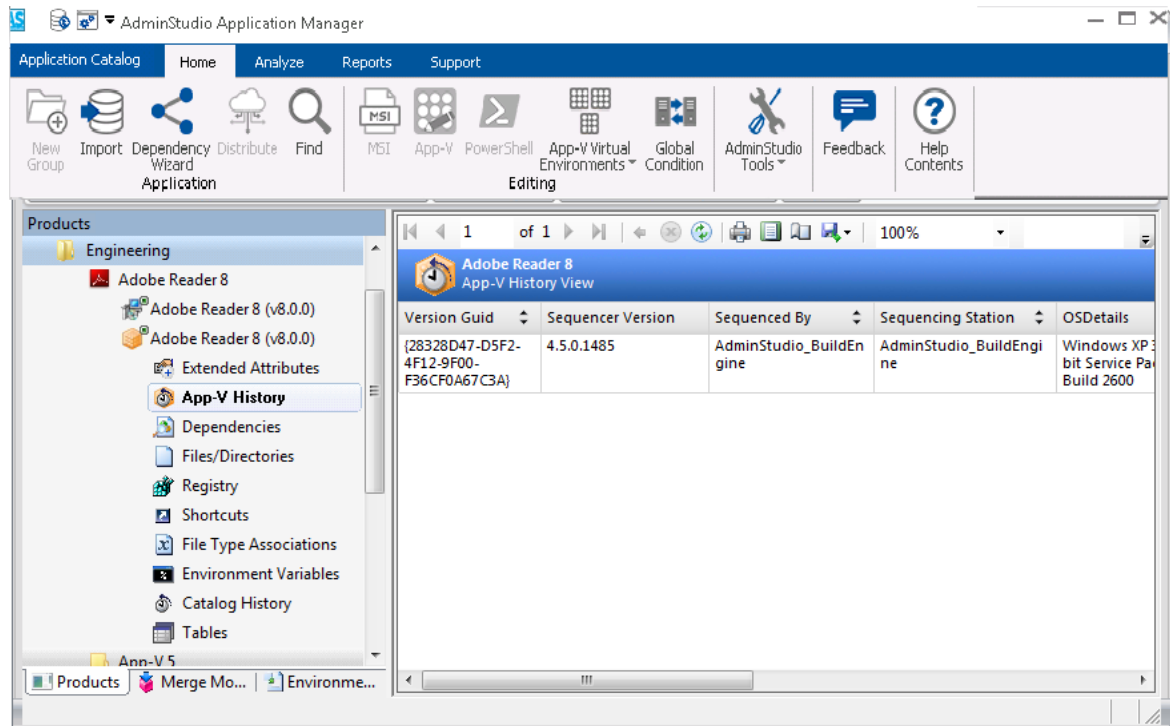 AS AdminStudio Application Manager
Application Catalog Home Analyze Reports Support
New Group
Import
Dependency Wizard
Distribute
Find
MSI
MSI
App-V
PowerShell
App-V Virtual Environments
Global Condition
AdminStudio Tools
Feedback
Help Contents
Application
Editing
Products
Engineering
Adobe Reader 8
Adobe Reader 8 (v8.0.0)
Adobe Reader 8 (v8.0.0)
Extended Attributes
App-V History
Dependencies
Files/Directories
Registry
Shortcuts
File Type Associations
Environment Variables
Catalog History
Tables
App-V 5
Products Merge Mo... Environme...
1 of 1 100%
Adobe Reader 8
App-V History View
Version Guid Sequencer Version Sequenced By Sequencing Station OSDetails
{28328D47-D5F2-
4F12-9F00-
F36CF0A67C3A}
4.5.0.1485
AdminStudio_BuildEn
gine
AdminStudio_BuildEngi
ne
Windows XP
bit Service
Build 2600